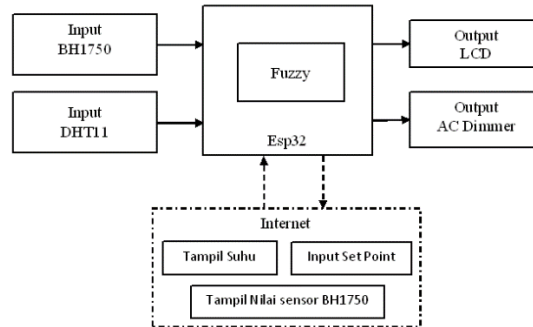 Input
BH1750
Input
DHT11
Fuzzy
Esp32
Output
LCD
Output
AC Dimmer
Internet
Tampil Suhu
Input Set Point
Tampil Nilai sensor BH1750